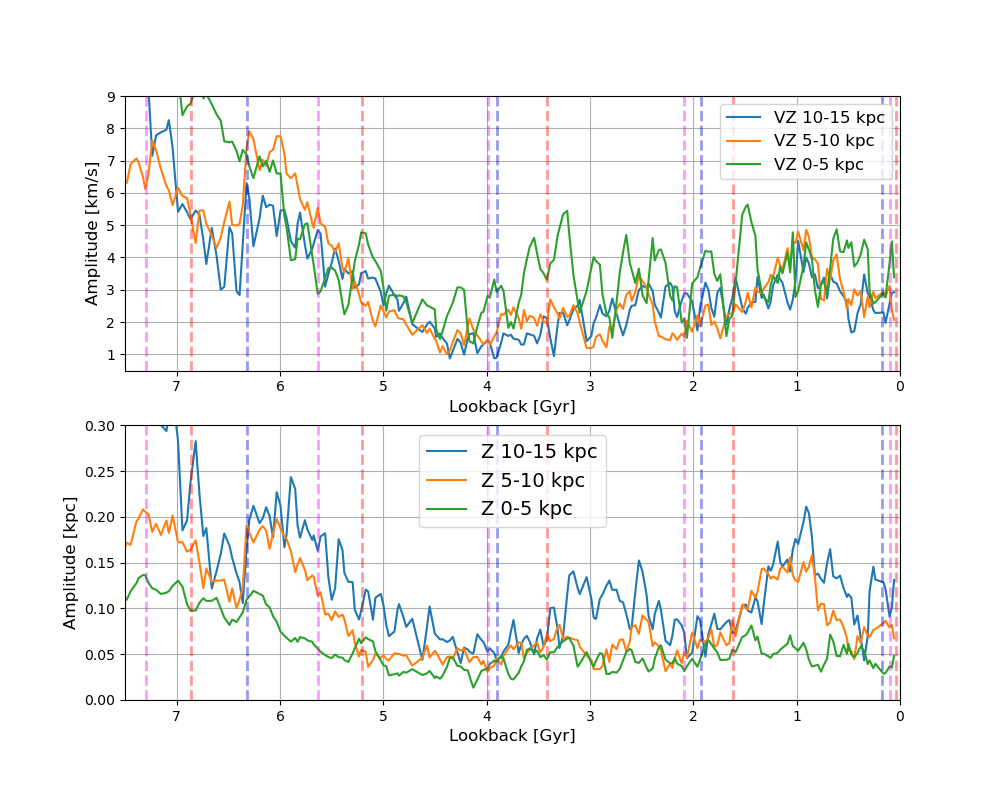 9
8
7
6
5
4
3
2
1
Amplitude [km/s]
VZ 10-15 kpc
VZ 5-10 kpc
VZ 0-5 kpc
7 6 5 4 3 2 1 0
Lookback [Gyr]
0.30
0.25
0.20
0.15
0.10
0.05
0.00
Amplitude [kpc]
Z 10-15 kpc
Z 5-10 kpc
Z 0-5 kpc
7 6 5 4 3 2 1 0
Lookback [Gyr]